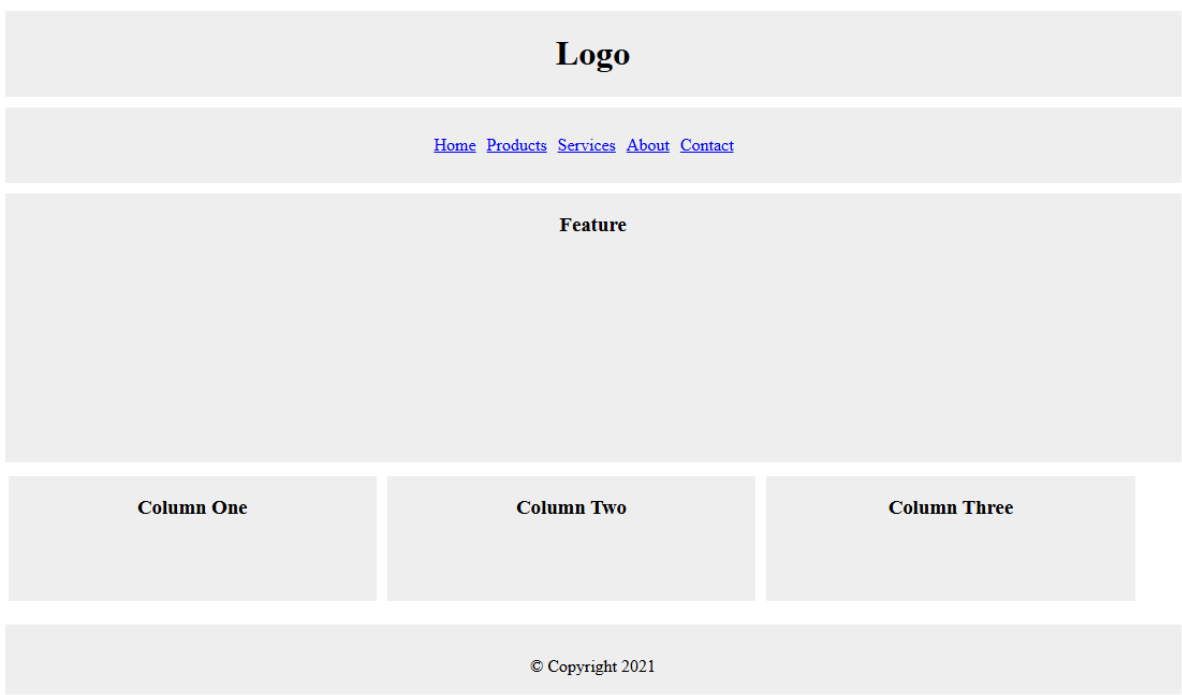 Logo
Home Products Services About Contact
Feature
Column One Column Two Column Three
© Copyright 2021